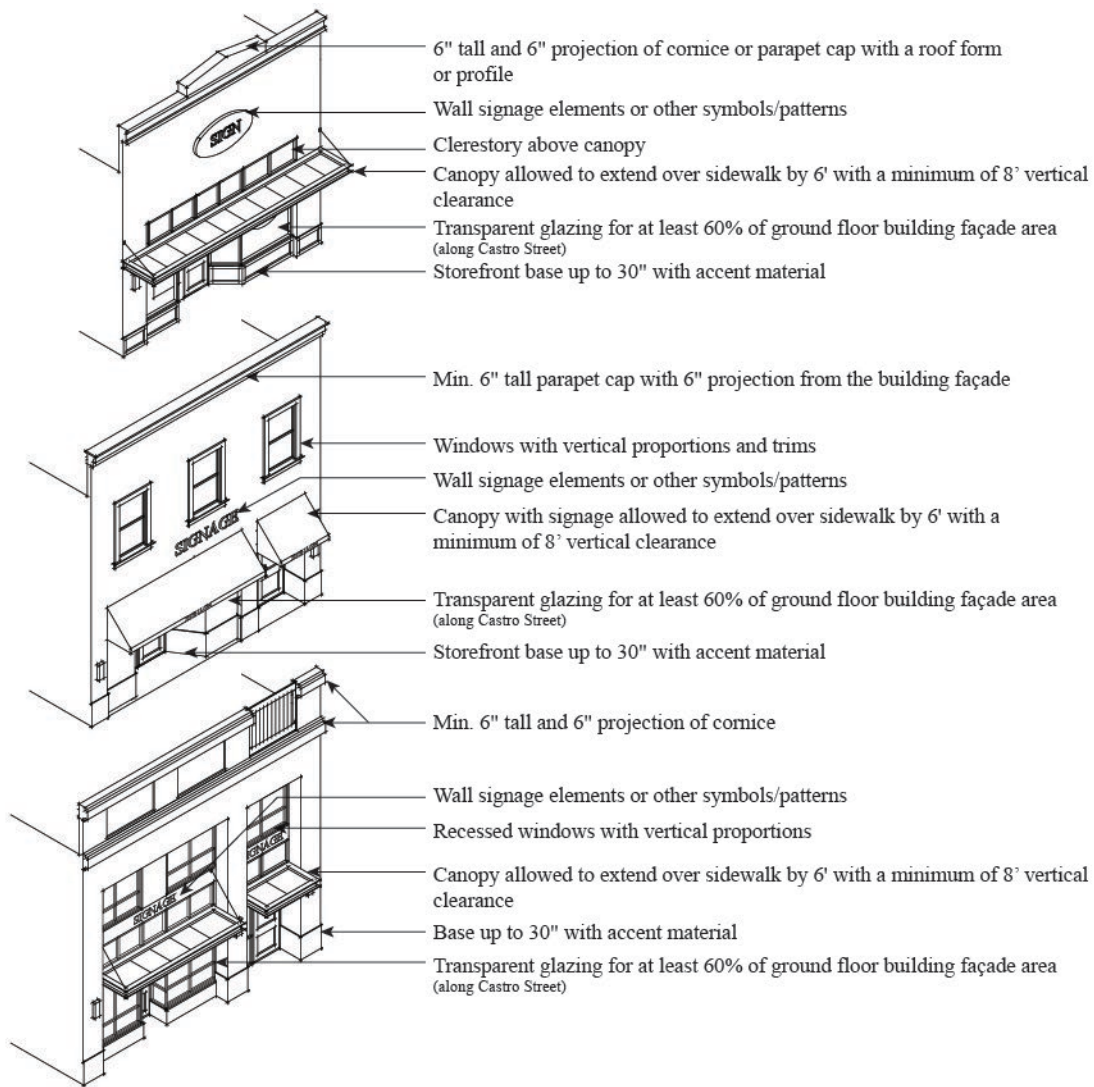 6" tall and 6" projection of cornice or parapet cap with a roof form
or profile
Wall signage elements or other symbols/patterns
SIGN
Clerestory above canopy
Canopy allowed to extend over sidewalk by 6' with a minimum of 8’ vertical
clearance
Transparent glazing for at least 60% of ground floor building façade area
(along Castro Street)
Storefront base up to 30" with accent material
Min. 6" tall parapet cap with 6" projection from the building façade
Windows with vertical proportions and trims
Wall signage elements or other symbols/patterns
SIGNAGE
Canopy with signage allowed to extend over sidewalk by 6' with a
minimum of 8’ vertical clearance
Transparent glazing for at least 60% of ground floor building façade area
(along Castro Street)
Storefront base up to 30" with accent material
Min. 6" tall and 6" projection of cornice
Wall signage elements or other symbols/patterns
Recessed windows with vertical proportions
SIGNAGE
Canopy allowed to extend over sidewalk by 6' with a minimum of 8’ vertical
clearance
SIGNAGE
Base up to 30" with accent material
Transparent glazing for at least 60% of ground floor building façade area
(along Castro Street)